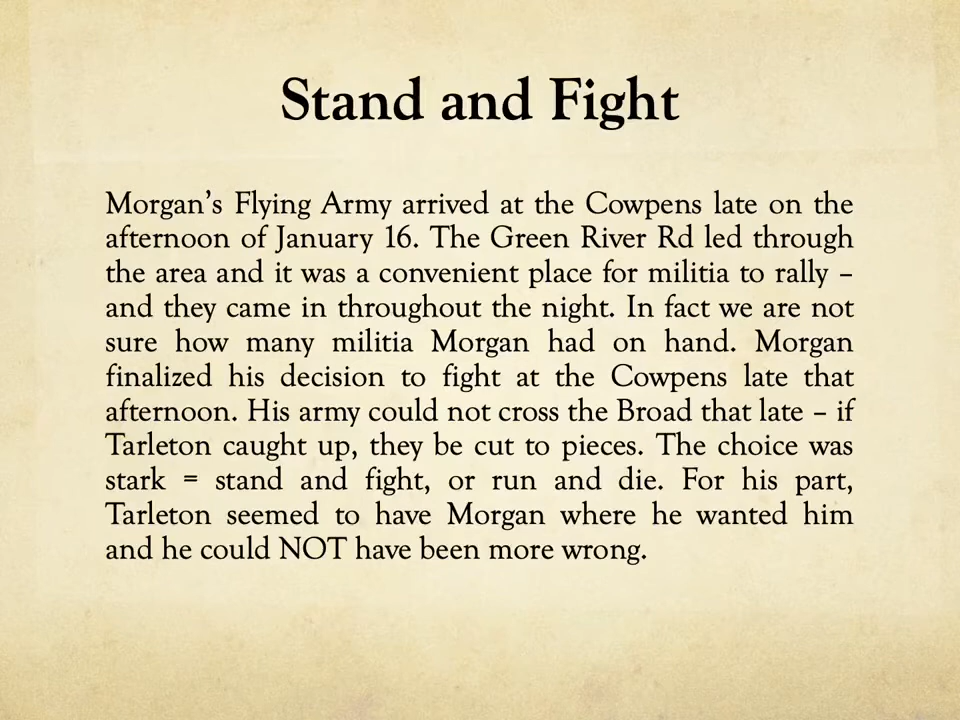 Stand and Fight
Morgan’s Flying Army arrived at the Cowpens late on the
afternoon of January 16. The Green River Rd led through
the area and it was a convenient place for militia to rally –
and they came in throughout the night. In fact we are not
sure how many militia Morgan had on hand. Morgan
finalized his decision to fight at the Cowpens late that
afternoon. His army could not cross the Broad that late – if
Tarleton caught up, they be cut to pieces. The choice was
stark = stand and fight, or run and die. For his part,
Tarleton seemed to have Morgan where he wanted him
and he could NOT have been more wrong.